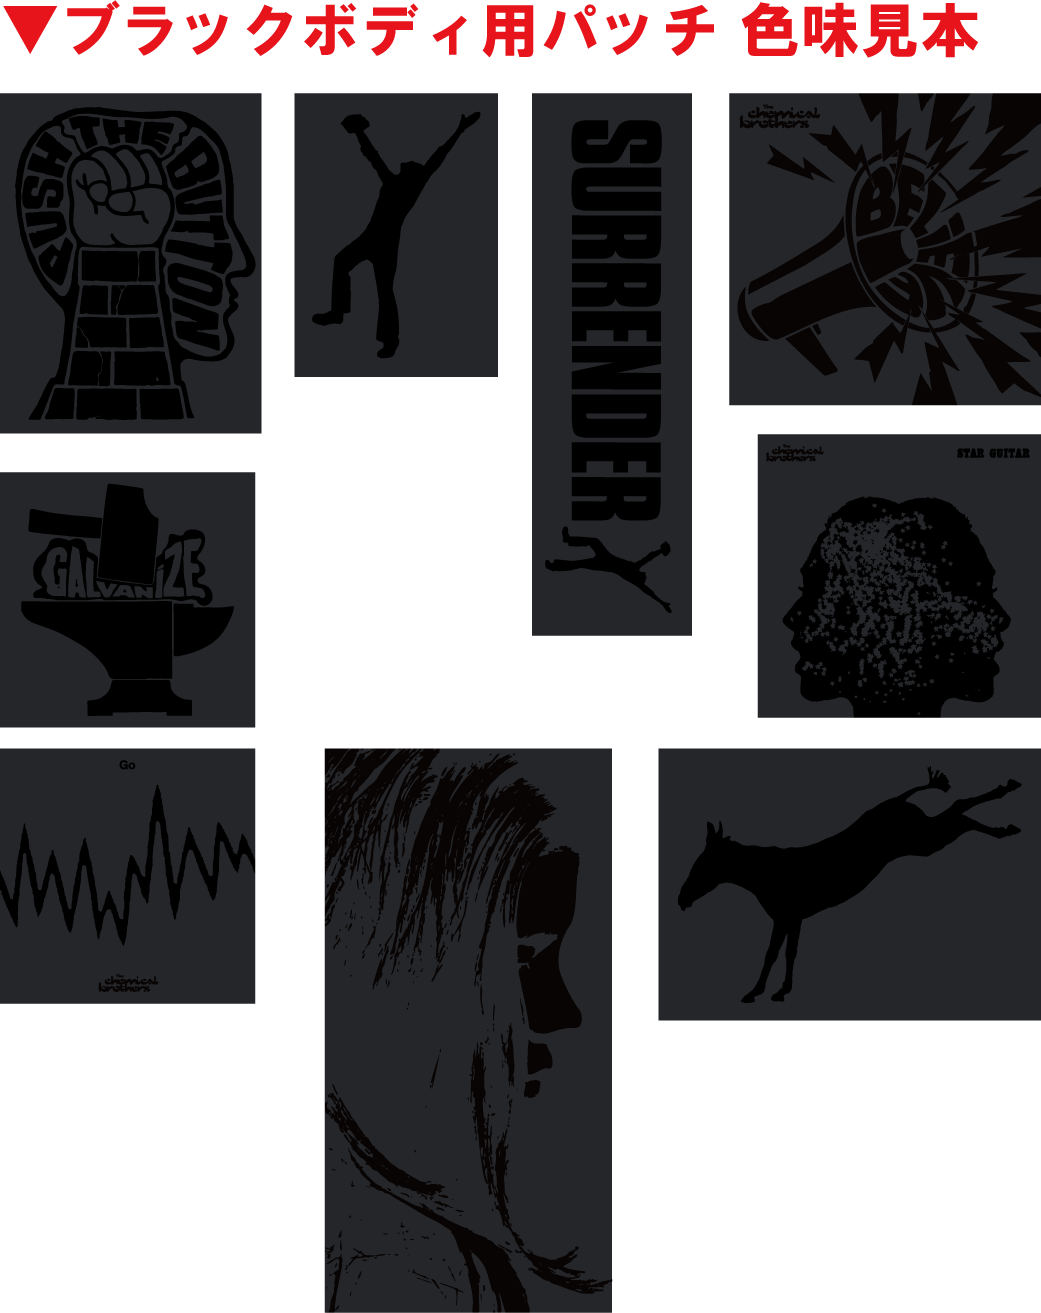 ▼ブラックボディ用パッチ 色味見本
PUSH THE BUTTON
SURRENDER
The
chemical
brothers
BELIEVE
GALVANIZE
The
chemical
brothers
STAR GUITAR
Go
The
chemical
brothers